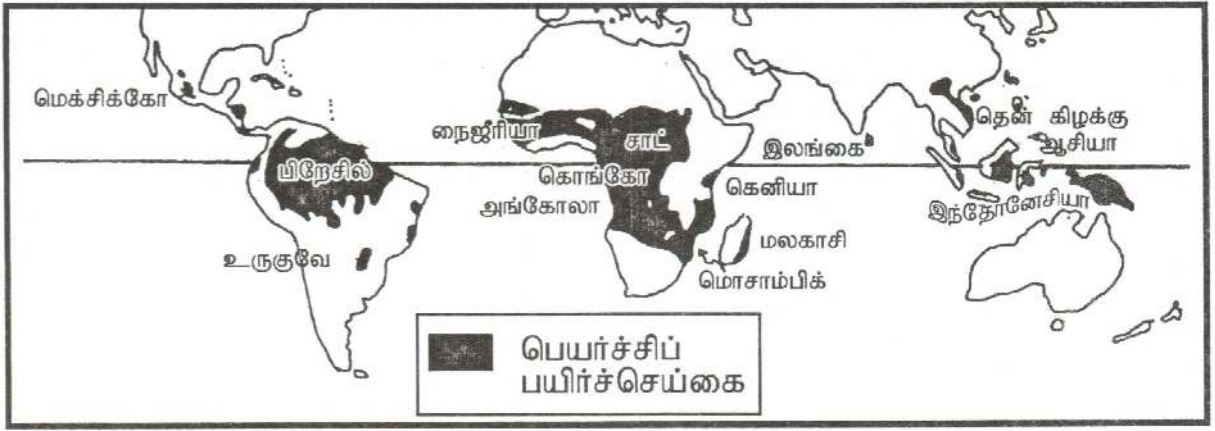 மெக்சிக்கோ
நைஜீரியா
சாட்
தென் கிழக்கு
ஆசியா
இலங்கை
பிறேசில்
கொங்கோ
கெனியா
அங்கோலா
இந்தோனேசியா
மலகாசி
உருகுவே
மொசாம்பிக்
பெயர்ச்சிப்
பயிர்ச்செய்கை